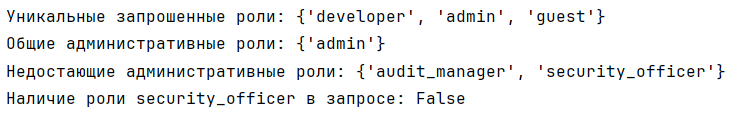 Уникальные запрошенные роли: {'developer', 'admin', 'guest'}
Общие административные роли: {'admin'}
Недостающие административные роли: {'audit_manager', 'security_officer'}
Наличие роли security_officer в запросе: False